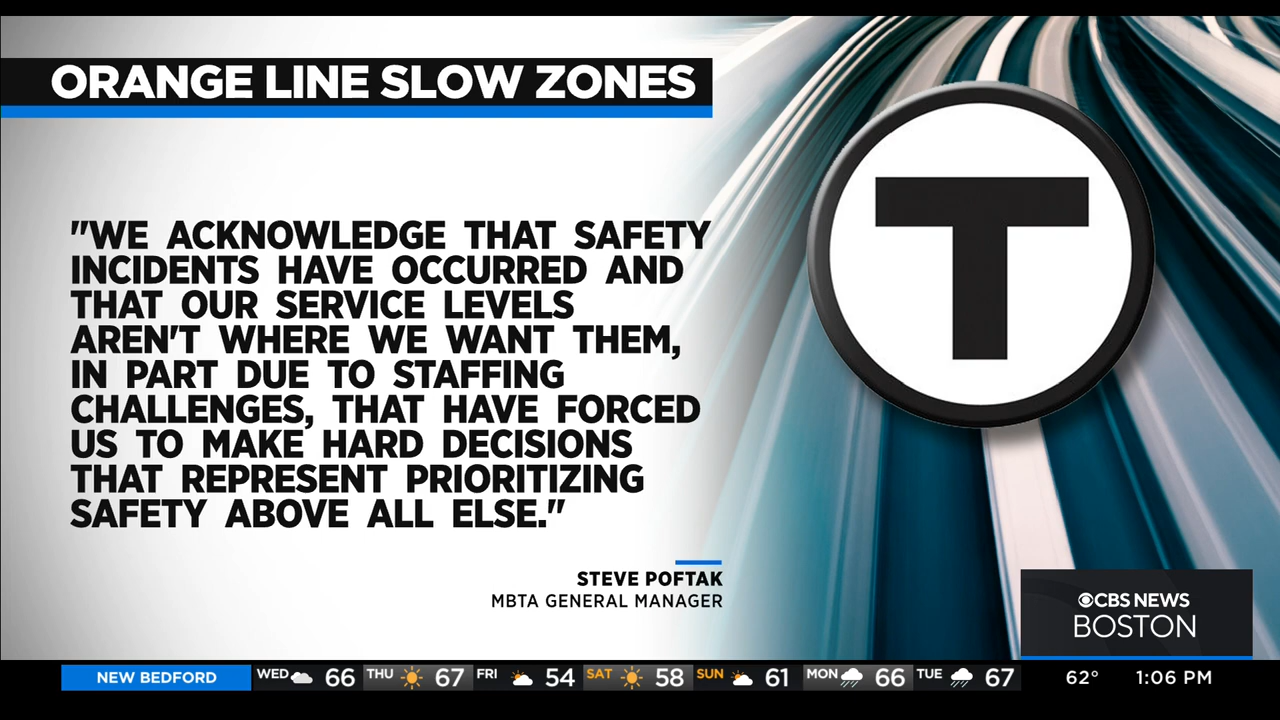 ORANGE LINE SLOW ZONES
"WE ACKNOWLEDGE THAT SAFETY
INCIDENTS HAVE OCCURRED AND
THAT OUR SERVICE LEVELS
AREN'T WHERE WE WANT THEM,
IN PART DUE TO STAFFING
CHALLENGES, THAT HAVE FORCED
US TO MAKE HARD DECISIONS
THAT REPRESENT PRIORITIZING
SAFETY ABOVE ALL ELSE."
STEVE POFTAK
MBTA GENERAL MANAGER
T
CBS NEWS
BOSTON
NEW BEDFORD WED 66 THU 67 FRI 54 SAT 58 SUN 61 MON 66 TUE 67 62° 1:06 PM